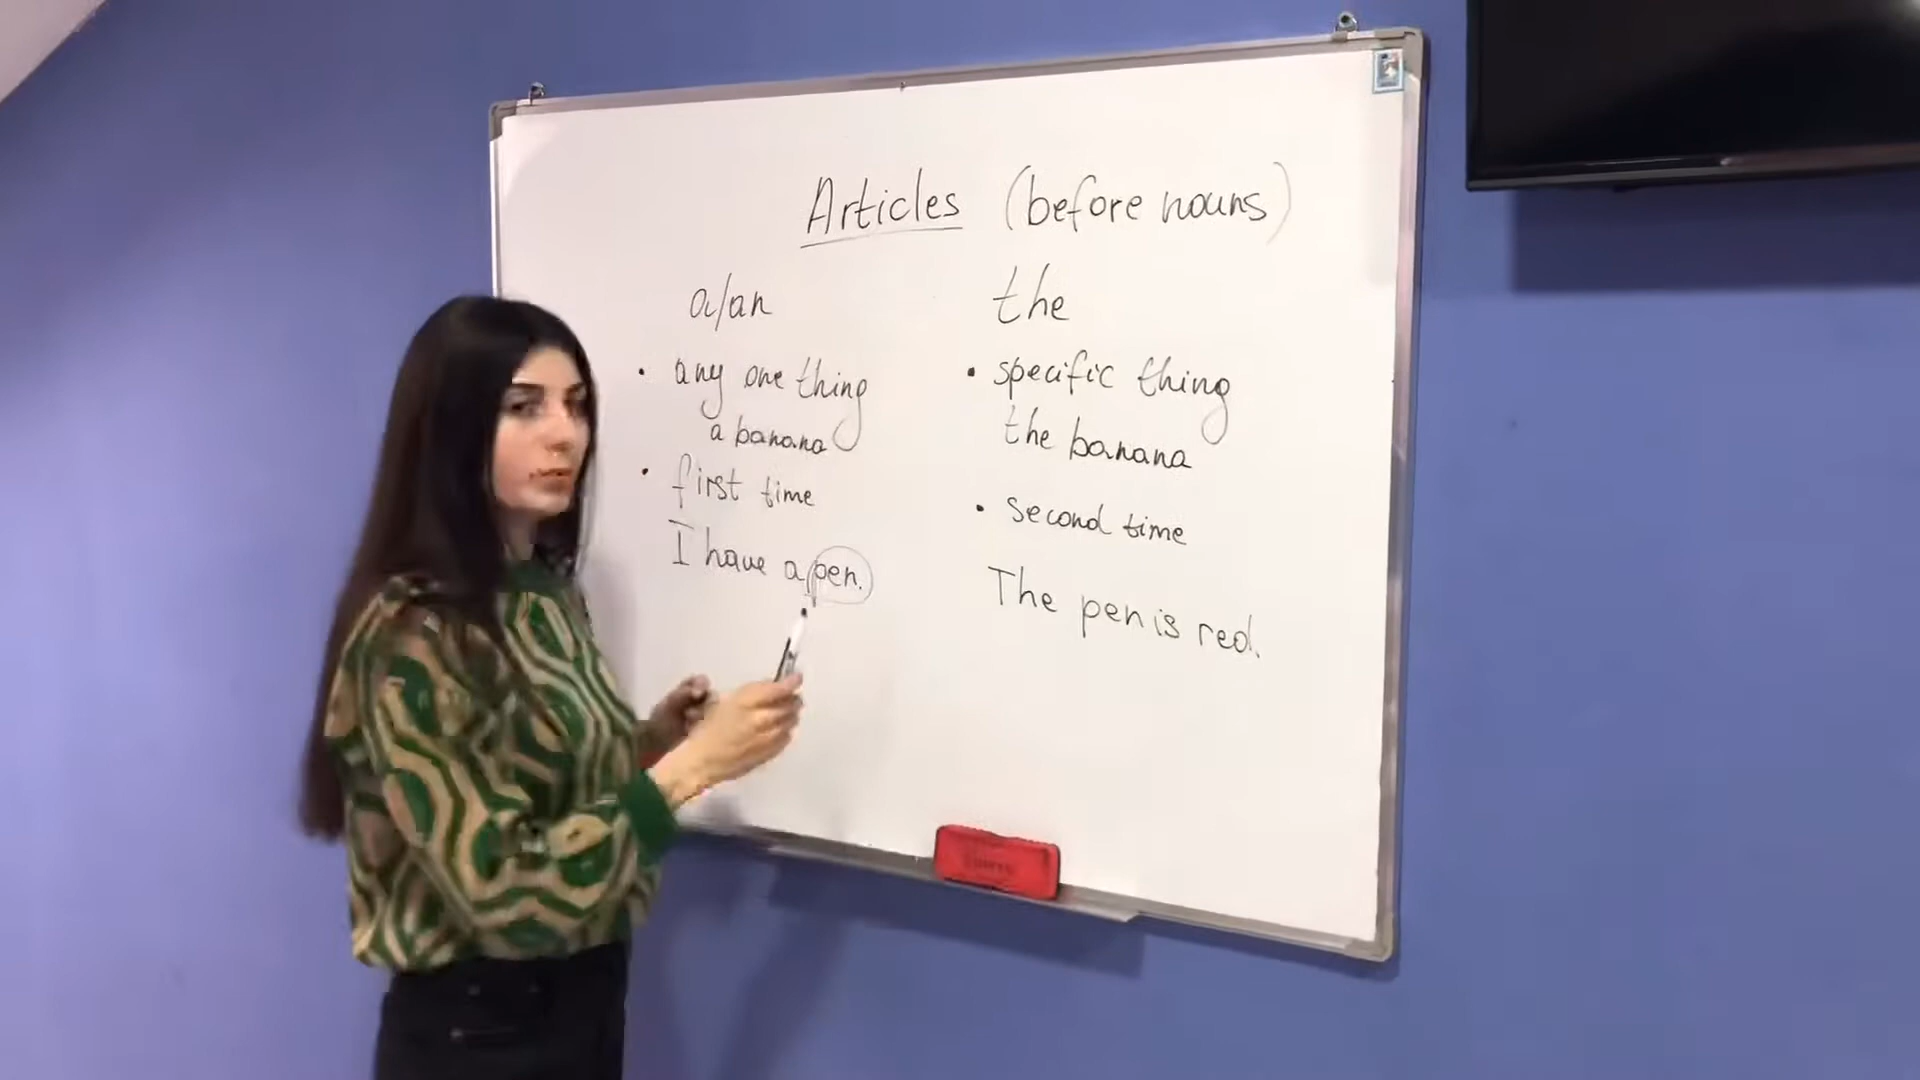 Articles (before nouns)
a/an
• any one thing
a banana
• first time
I have a pen.
the
• specific thing
the banana
• second time
The pen is red.